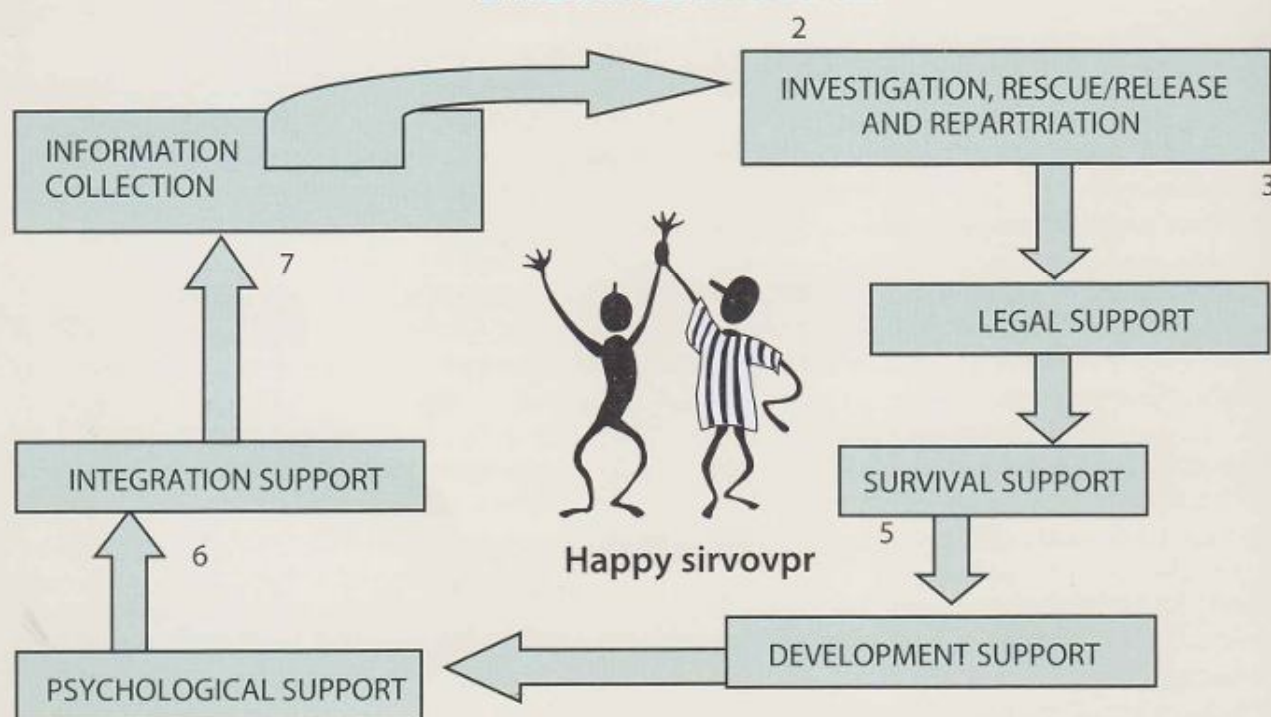 2
INVESTIGATION, RESCUE/RELEASE
AND REPARTRIATION
INFORMATION
COLLECTION
3
7
LEGAL SUPPORT
INTEGRATION SUPPORT
SURVIVAL SUPPORT
5
6
Happy sirvovpr
DEVELOPMENT SUPPORT
PSYCHOLOGICAL SUPPORT